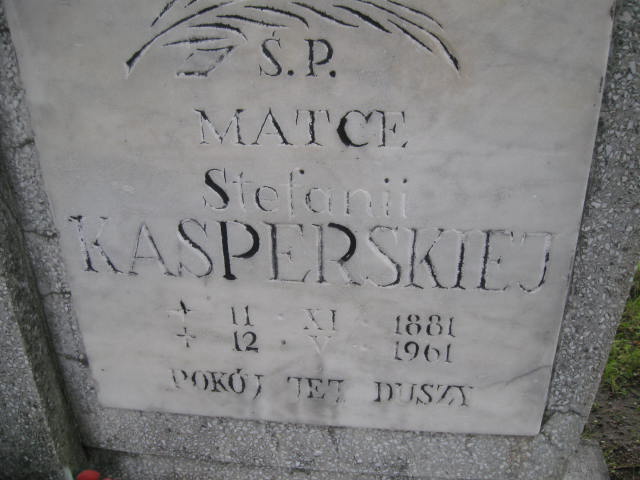 Ś.P.
MATCE
Stefanii
KASPERSKIEJ
* 11 · XI · 1881
+ 12 · V - 1961
POKÓJ JEJ DUSZY